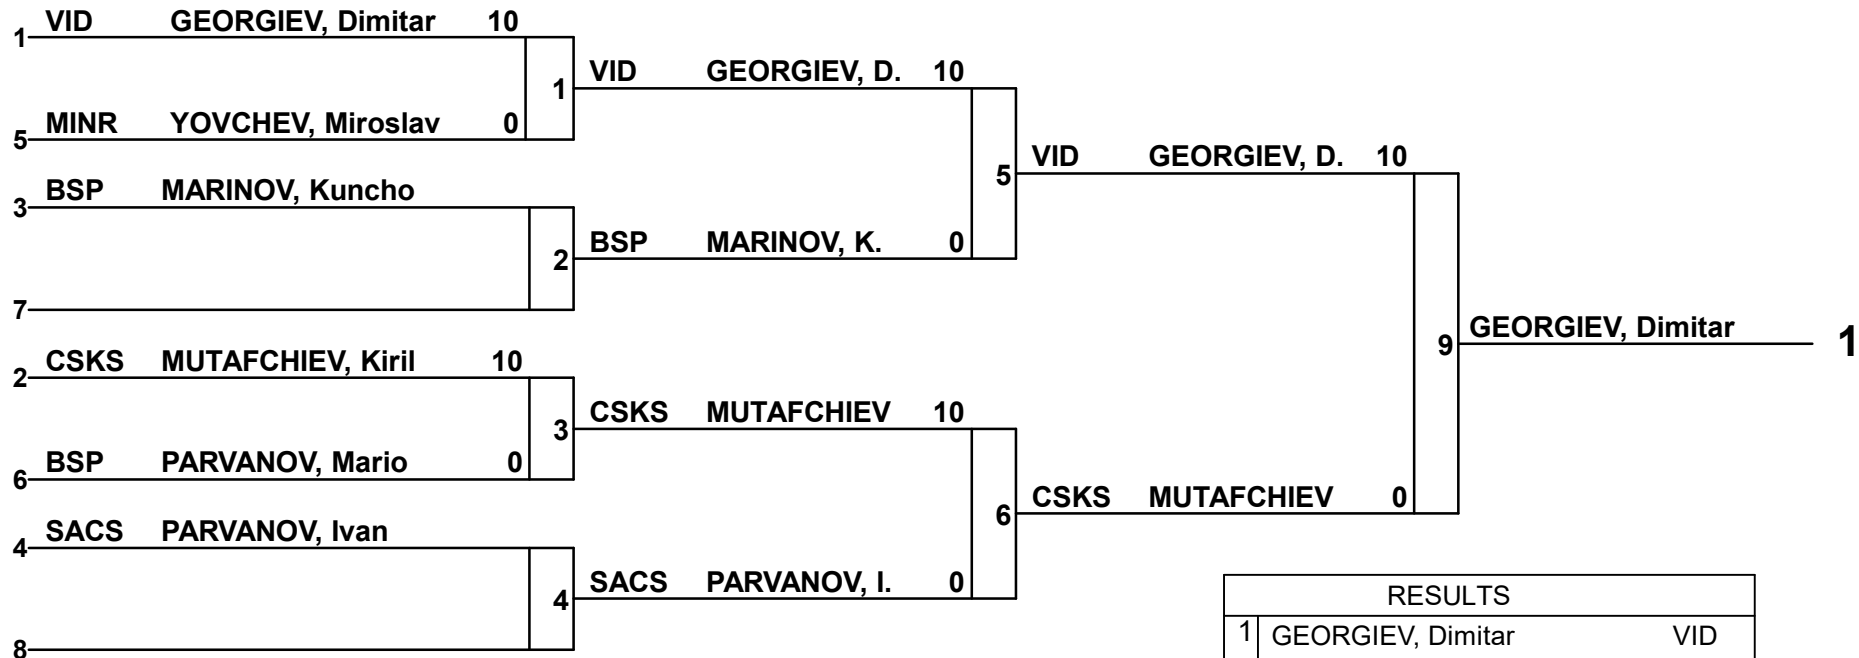 1 VID GEORGIEV, Dimitar 10
1 VID GEORGIEV, D. 10
5 MINR YOVCHEV, Miroslav 0
5 VID GEORGIEV, D. 10
3 BSP MARINOV, Kuncho
2 BSP MARINOV, K. 0
7
9 GEORGIEV, Dimitar 1
2 CSKS MUTAFCHIEV, Kiril 10
3 CSKS MUTAFCHIEV 10
6 BSP PARVANOV, Mario 0
6 CSKS MUTAFCHIEV 0
4 SACS PARVANOV, Ivan
4 SACS PARVANOV, I. 0
8
RESULTS
1 GEORGIEV, Dimitar VID